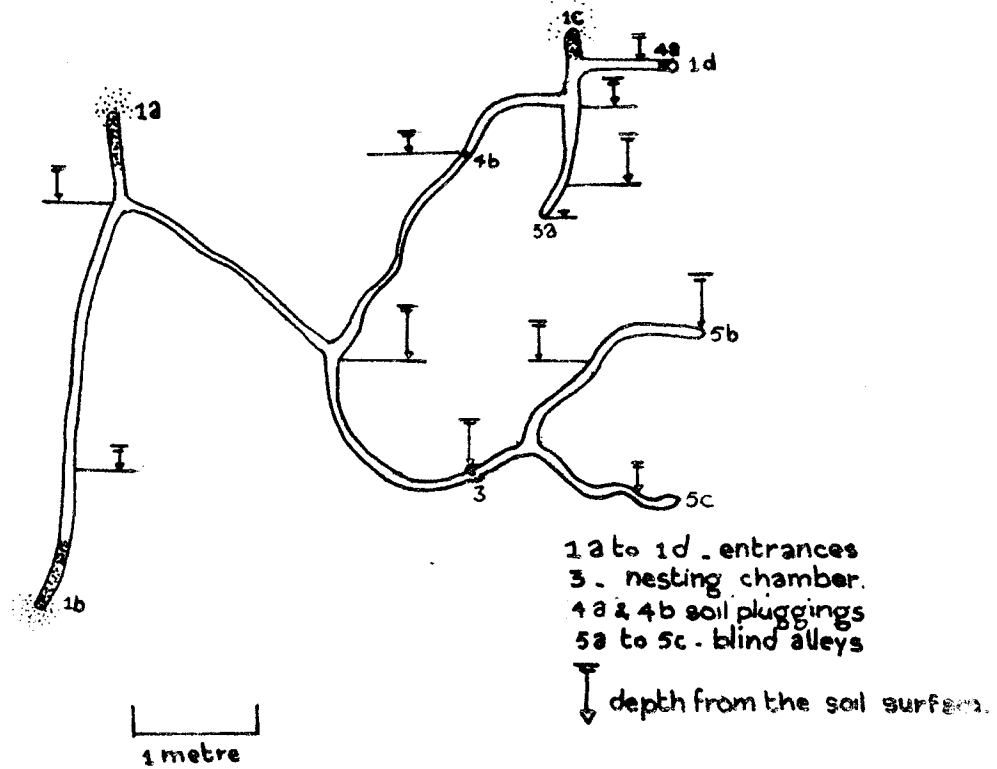 1c
4a
1d
1a
4b
5a
5b
3
5c
1b
1a to 1d - entrances
3 - nesting chamber.
4a & 4b soil pluggings
5a to 5c - blind alleys
depth from the soil
1 metre